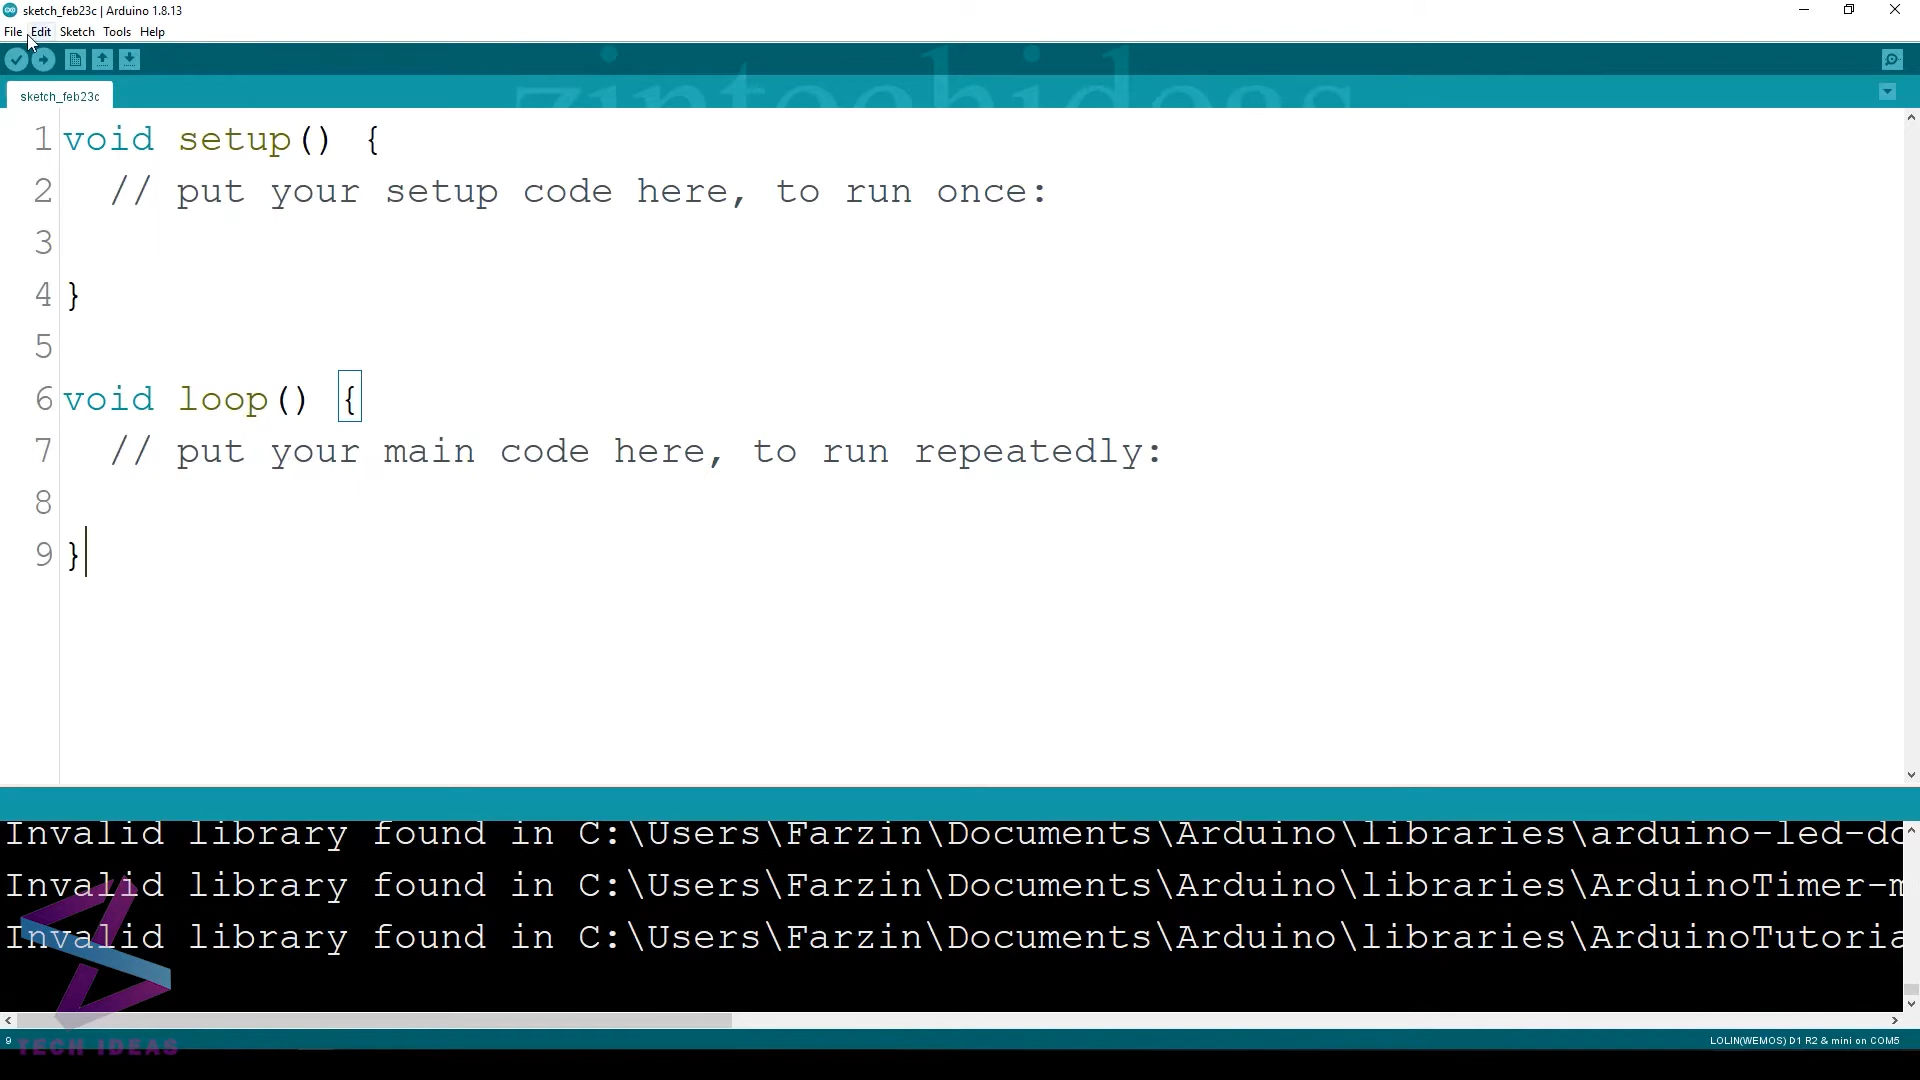 sketch_feb23c | Arduino 1.8.13
File Edit Sketch Tools Help
zintechideas
sketch_feb23c
1 void setup() {
2 // put your setup code here, to run once:
3
4 }
5
6 void loop() {
7 // put your main code here, to run repeatedly:
8
9 }
Invalid library found in C:\Users\Farzin\Documents\Arduino\libraries\arduino-led-do
Invalid library found in C:\Users\Farzin\Documents\Arduino\libraries\ArduinoTimer-m
Invalid library found in C:\Users\Farzin\Documents\Arduino\libraries\ArduinoTutoria
9
TECH IDEAS
LOLIN(WEMOS) D1 R2 & mini on COM5